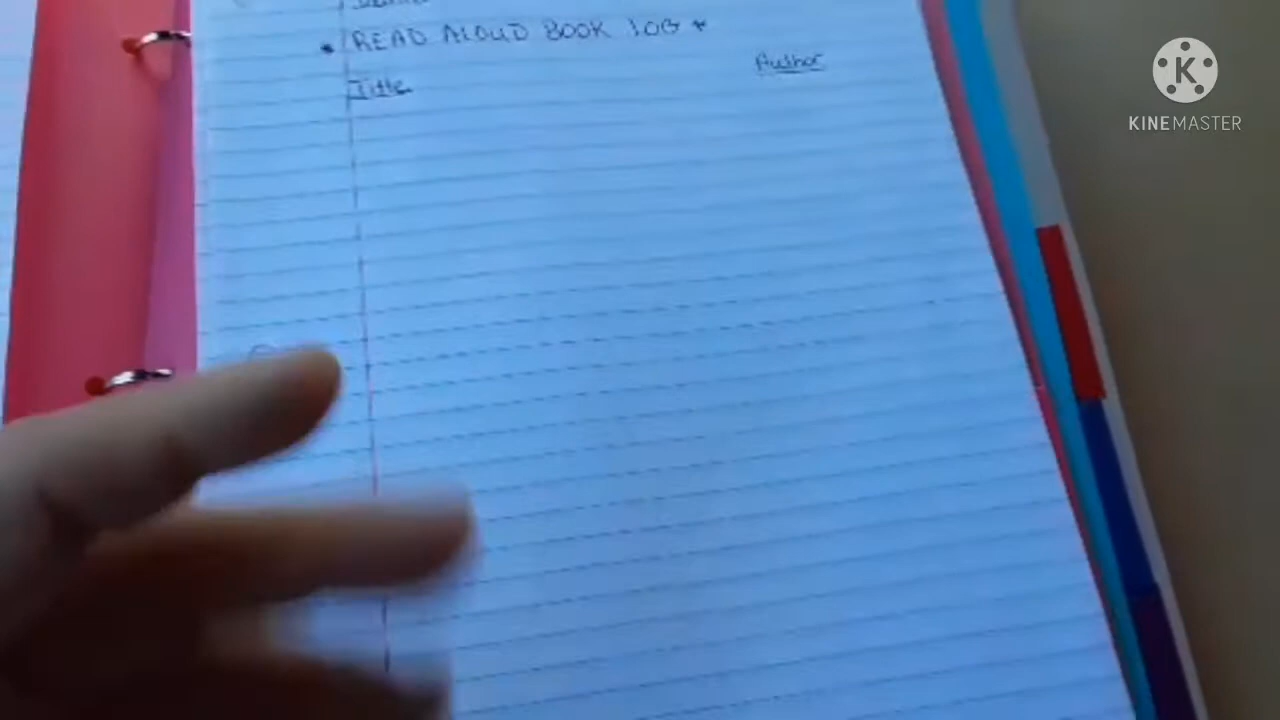 READ ALOUD BOOK LOG
Author
Title
K
KINEMASTER